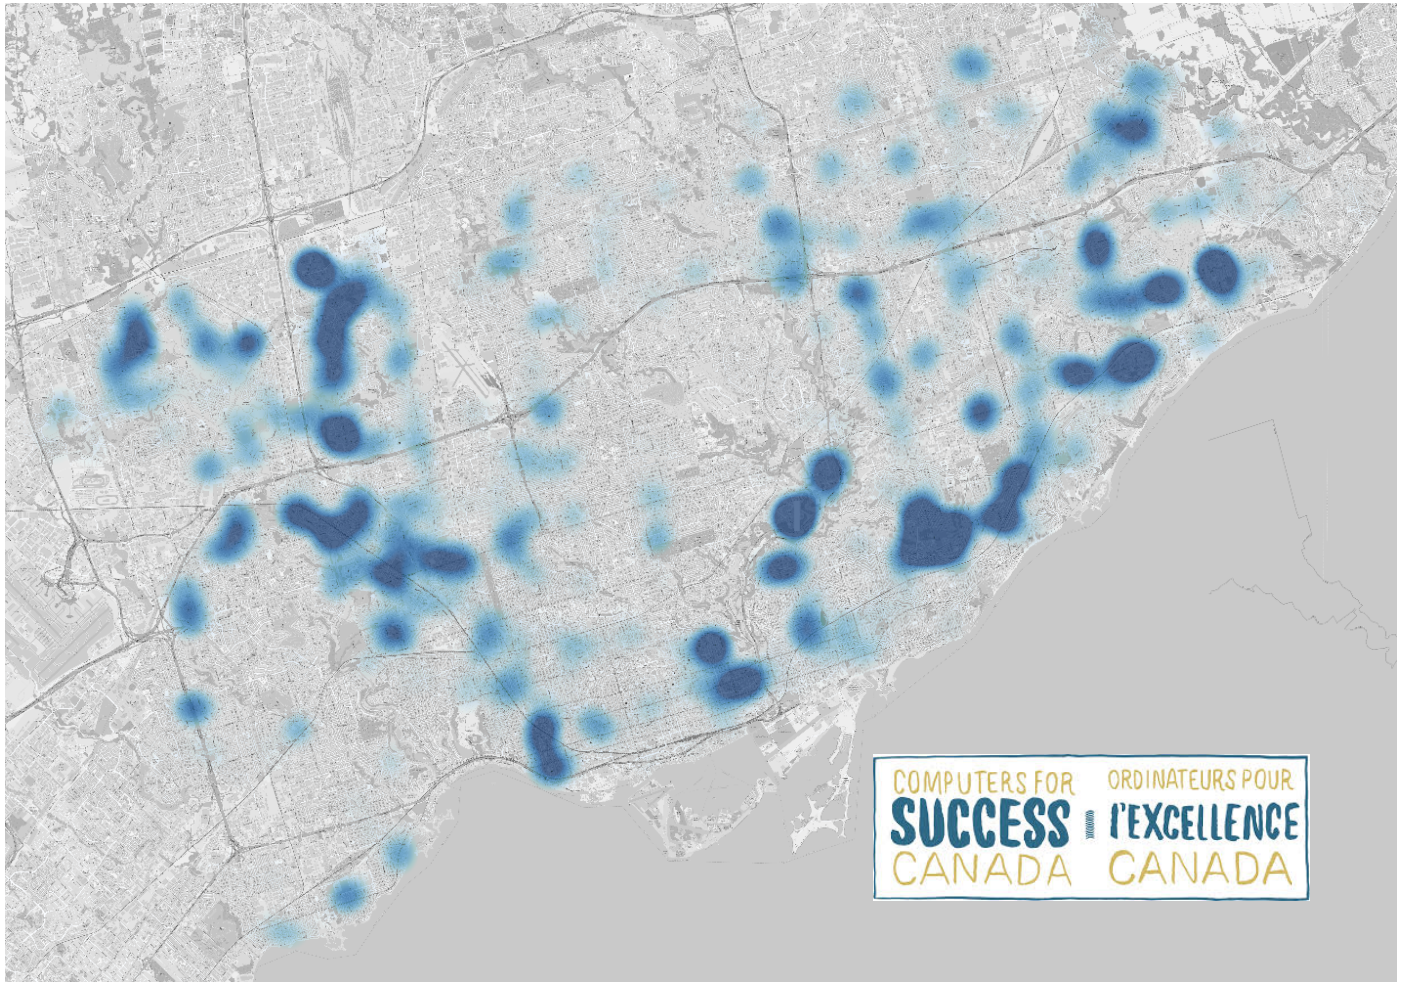 COMPUTERS FOR
SUCCESS
CANADA
ORDINATEURS POUR
l'EXCELLENCE
CANADA